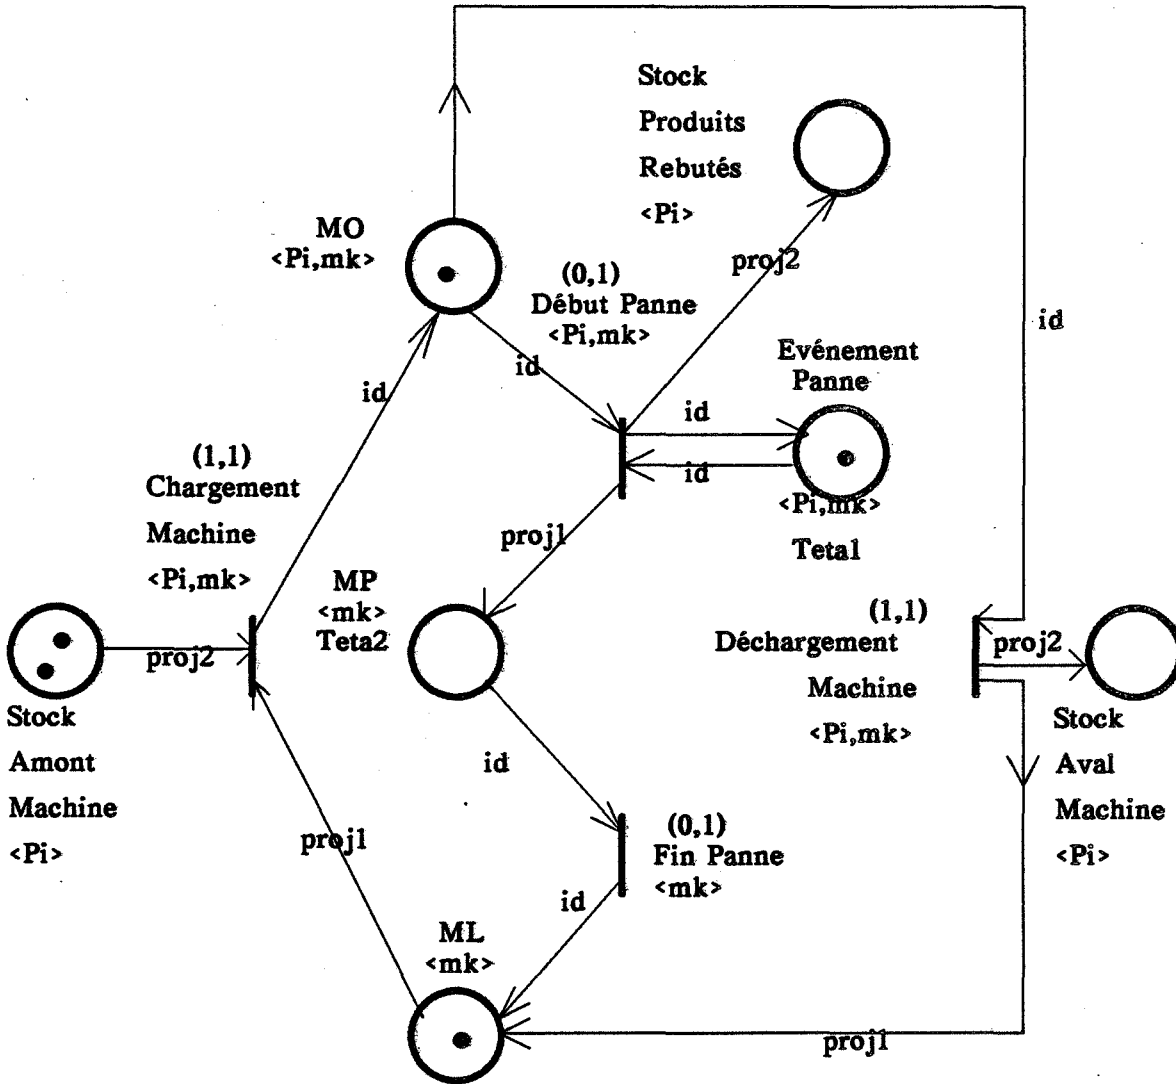 Stock
Produits
Rebutés
<Pi>
MO
<Pi,mk>
proj2
(0,1)
Début Panne
<Pi,mk>
id
Evénement
Panne
id
id
id
id
<Pi,mk>
Teta1
(1,1)
Chargement
Machine
<Pi,mk>
proj1
MP
<mk>
Teta2
(1,1)
Déchargement
Machine
<Pi,mk>
proj2
proj2
Stock
Amont
Machine
<Pi>
Stock
Aval
Machine
<Pi>
id
proj1
(0,1)
Fin Panne
<mk>
id
ML
<mk>
proj1